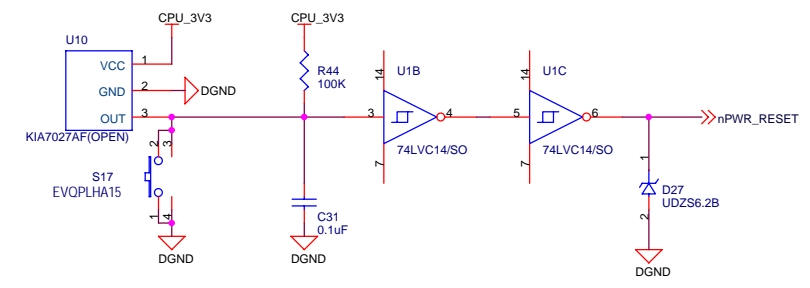 CPU_3V3
CPU_3V3
U10
VCC
1
GND
2
DGND
OUT
3
KIA7027AF(OPEN)
R44
100K
14
U1B
3
4
7
74LVC14/SO
14
U1C
5
6
7
74LVC14/SO
nPWR_RESET
2
3
S17
EVQPLHA15
1
4
DGND
C31
0.1uF
DGND
1
D27
UDZS6.2B
2
DGND